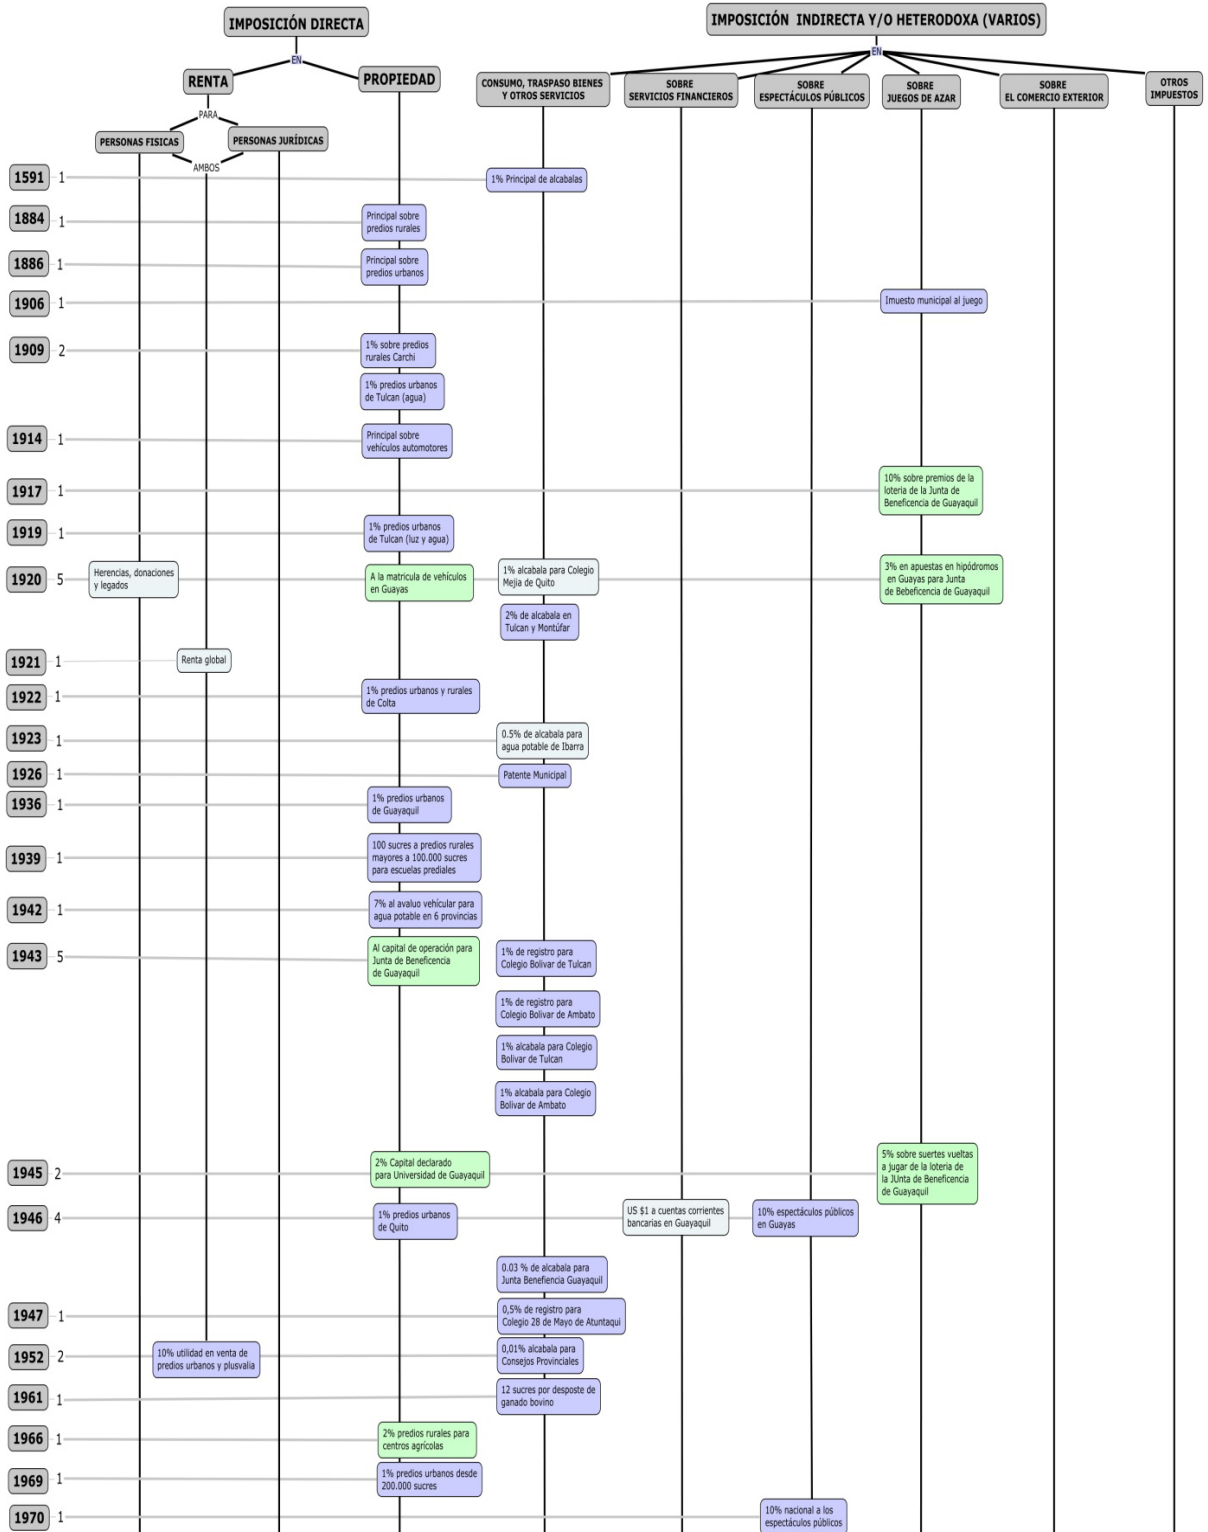 IMPOSICIÓN DIRECTA
IMPOSICIÓN INDIRECTA Y/O HETERODOXA (VARIOS)
EN
EN
RENTA
PROPIEDAD
CONSUMO, TRASPASO BIENES
Y OTROS SERVICIOS
SOBRE
SERVICIOS FINANCIEROS
SOBRE
ESPECTÁCULOS PÚBLICOS
SOBRE
JUEGOS DE AZAR
SOBRE
EL COMERCIO EXTERIOR
OTROS
IMPUESTOS
PARA
PERSONAS FISICAS
PERSONAS JURÍDICAS
AMBOS
1591 1
1% Principal de alcabalas
1884 1
Principal sobre
predios rurales
1886 1
Principal sobre
predios urbanos
1906 1
Imuesto municipal al juego
1909 2
1% sobre predios
rurales Carchi
1% predios urbanos
de Tulcan (agua)
1914 1
Principal sobre
vehículos automotores
1917 1
10% sobre premios de la
loteria de la Junta de
Beneficencia de Guayaquil
1919 1
1% predios urbanos
de Tulcan (luz y agua)
1920 5
Herencias, donaciones
y legados
A la matricula de vehículos
en Guayas
1% alcabala para Colegio
Mejia de Quito
3% en apuestas en hipódromos
en Guayas para Junta
de Bebeficencia de Guayaquil
2% de alcabala en
Tulcan y Montúfar
1921 1
Renta global
1922 1
1% predios urbanos y rurales
de Colta
1923 1
0.5% de alcabala para
agua potable de Ibarra
1926 1
Patente Municipal
1936 1
1% predios urbanos
de Guayaquil
1939 1
100 sucres a predios rurales
mayores a 100.000 sucres
para escuelas prediales
1942 1
7% al avaluo vehícular para
agua potable en 6 provincias
1943 5
Al capital de operación para
Junta de Beneficencia
de Guayaquil
1% de registro para
Colegio Bolivar de Tulcan
1% de registro para
Colegio Bolivar de Ambato
1% alcabala para Colegio
Bolivar de Tulcan
1% alcabala para Colegio
Bolivar de Ambato
1945 2
2% Capital declarado
para Universidad de Guayaquil
5% sobre suertes vueltas
a jugar de la loteria de
la JUnta de Beneficencia
de Guayaquil
1946 4
1% predios urbanos
de Quito
US $1 a cuentas corrientes
bancarias en Guayaquil
10% espectáculos públicos
en Guayas
0.03 % de alcabala para
Junta Benefiencia Guayaquil
1947 1
0,5% de registro para
Colegio 28 de Mayo de Atuntaqui
1952 2
10% utilidad en venta de
predios urbanos y plusvalia
0,01% alcabala para
Consejos Provinciales
1961 1
12 sucres por desposte de
ganado bovino
1966 1
2% predios rurales para
centros agrícolas
1969 1
1% predios urbanos desde
200.000 sucres
1970 1
10% nacional a los
espectáculos públicos